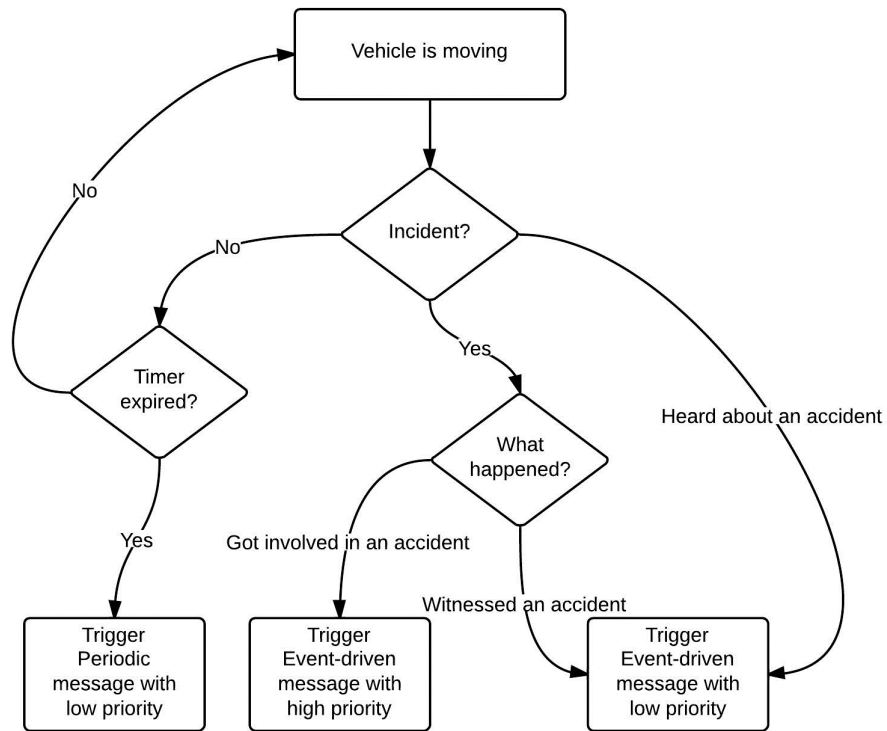 Vehicle is moving
No
Incident?
No
Yes
Timer
expired?
Heard about an accident
What
happened?
Yes
Got involved in an accident
Witnessed an accident
Trigger
Periodic
message with
low priority
Trigger
Event-driven
message with
high priority
Trigger
Event-driven
message with
low priority